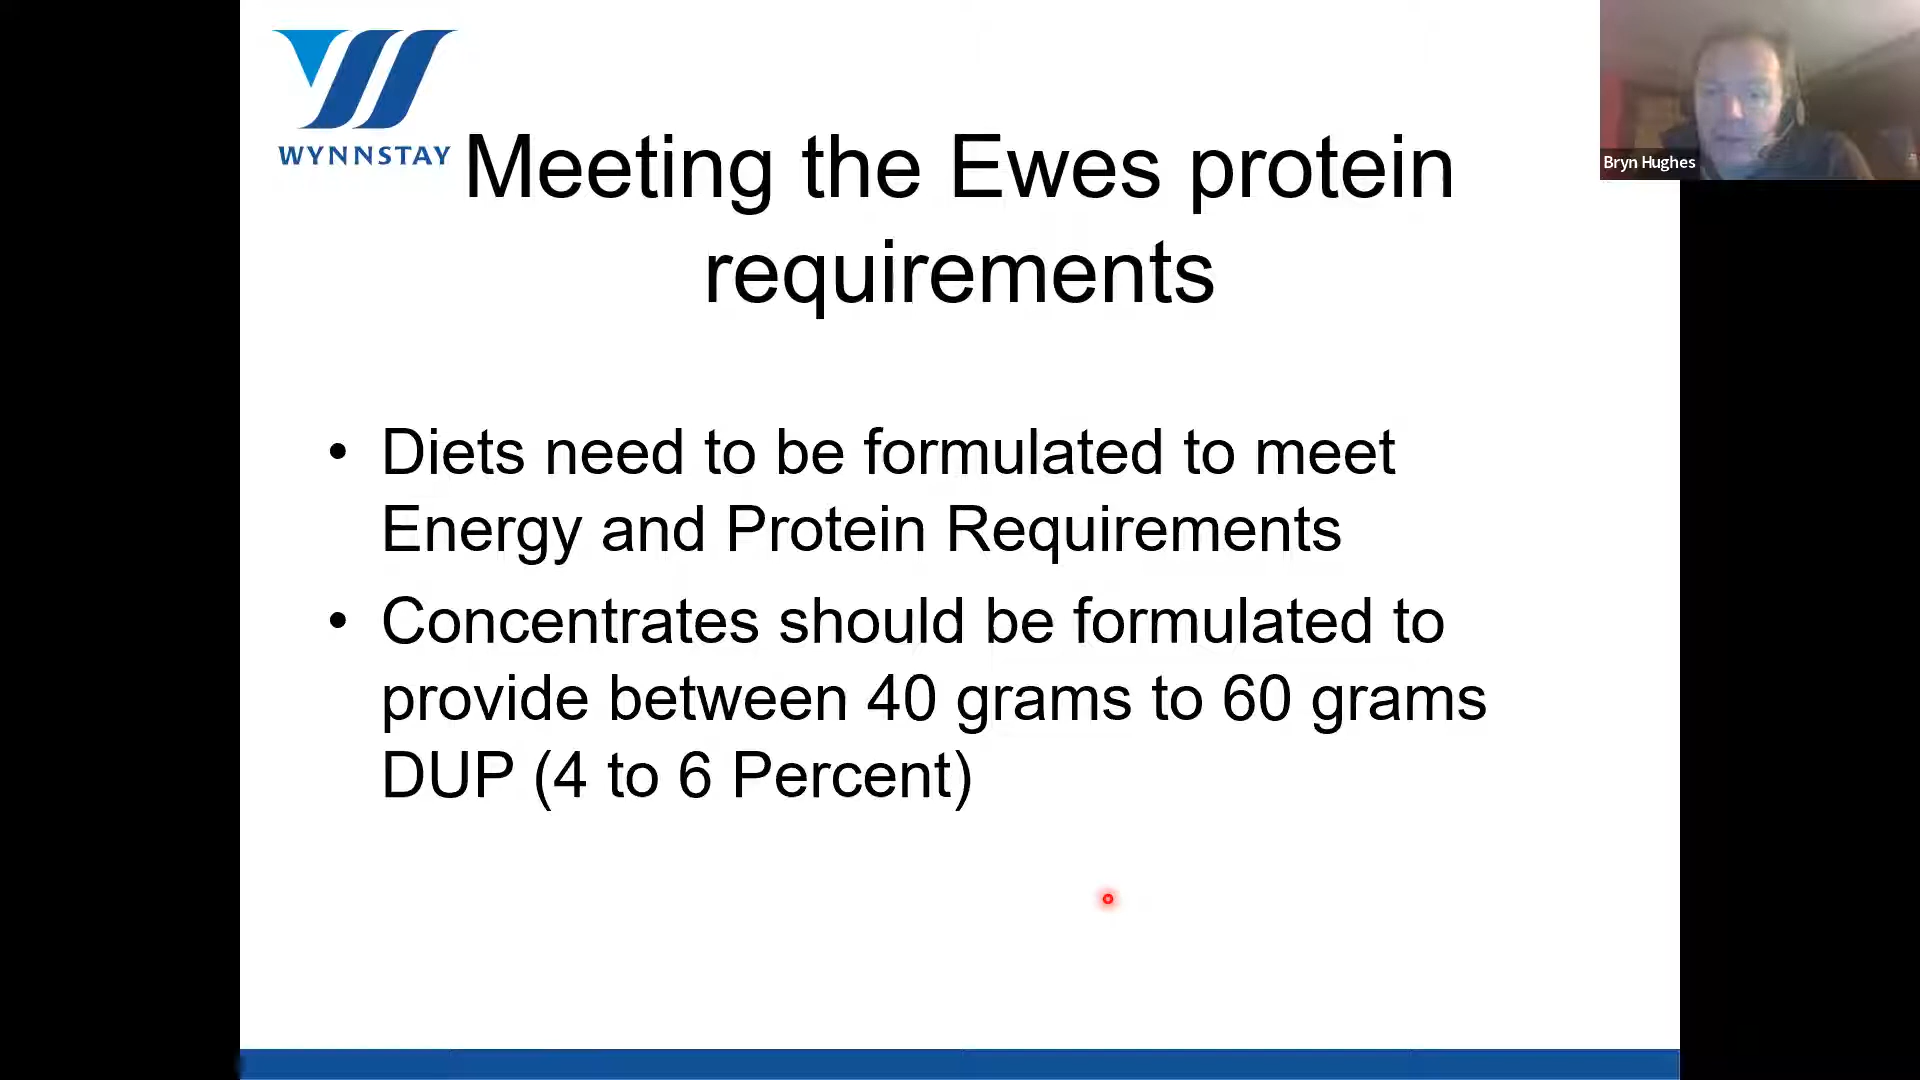 WYNNSTAY
Meeting the Ewes protein
requirements
• Diets need to be formulated to meet
Energy and Protein Requirements
• Concentrates should be formulated to
provide between 40 grams to 60 grams
DUP (4 to 6 Percent)
Bryn Hughes